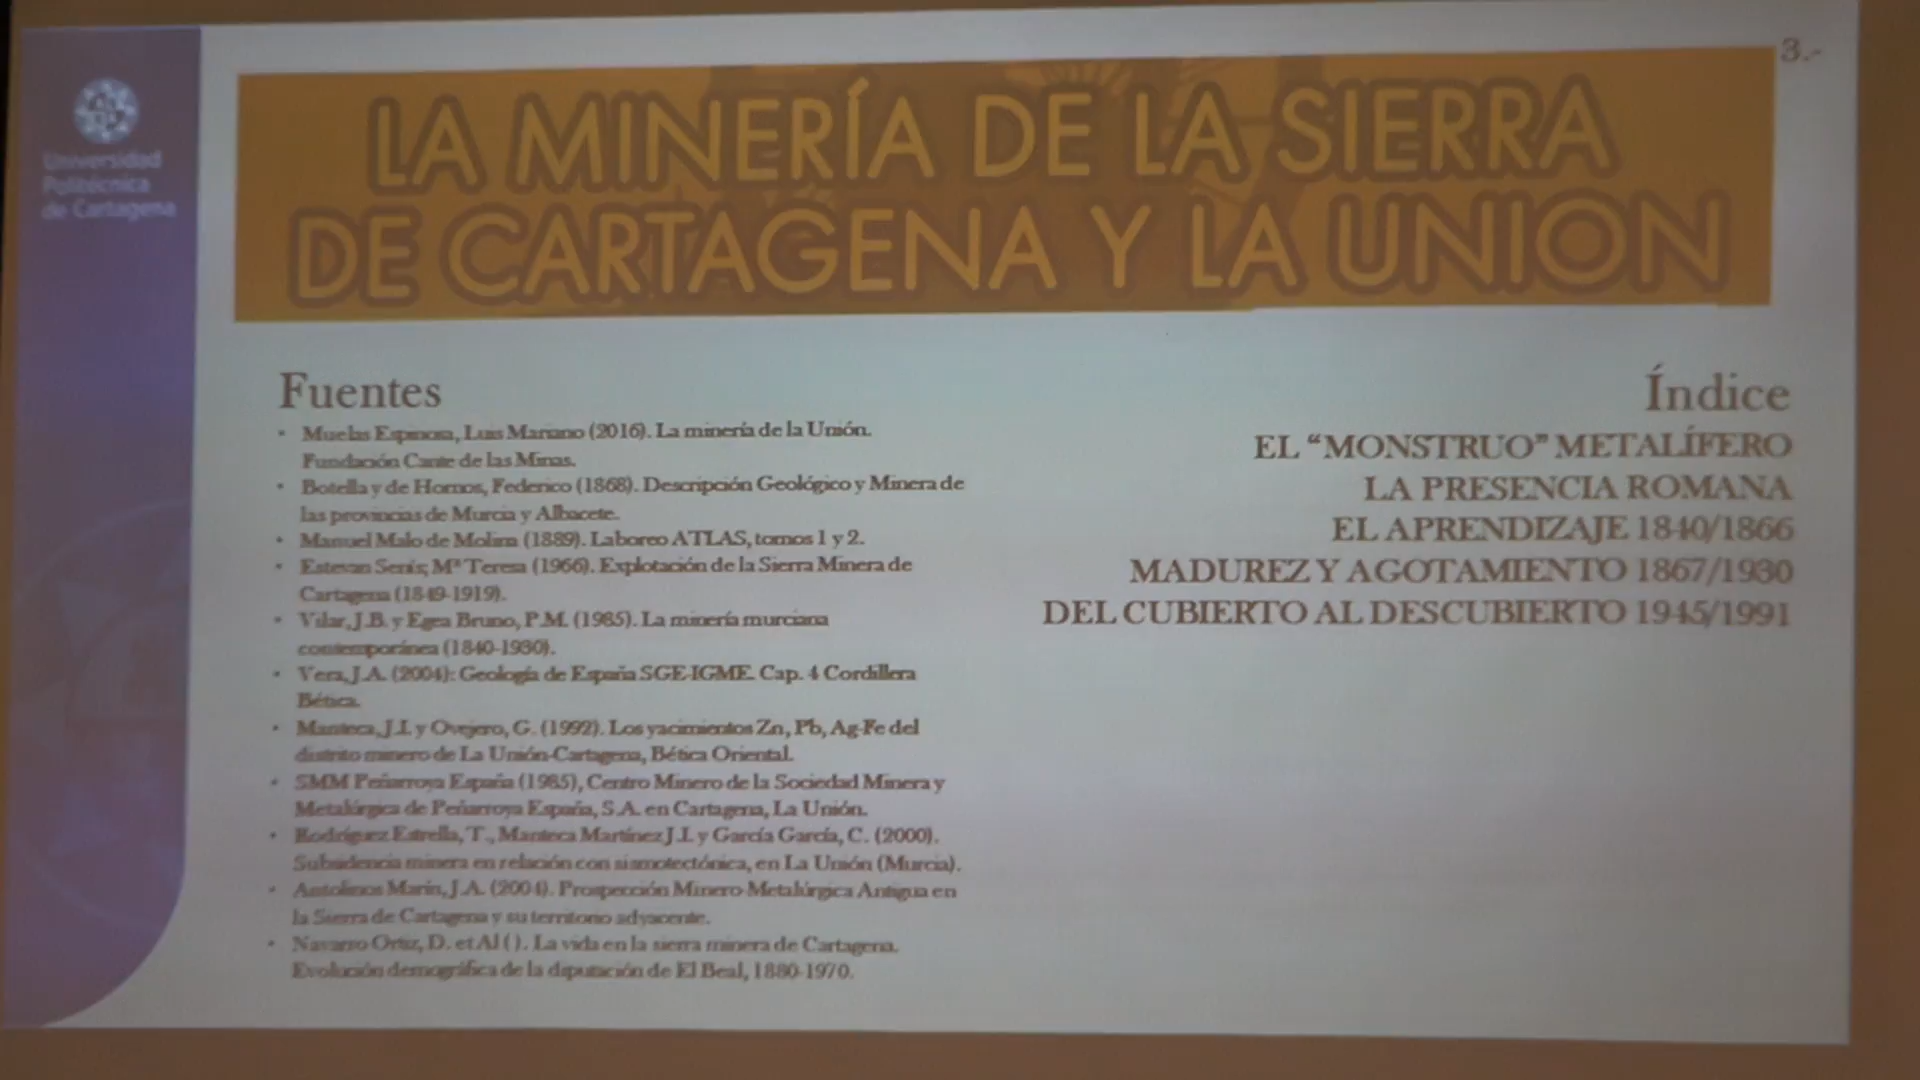 3.-
Universidad
Politécnica
de Cartagena
LA MINERÍA DE LA SIERRA
DE CARTAGENA Y LA UNION
Fuentes
• Muelas Espinosa, Luis Mariano (2016). La minería de la Unión.
Fundación Cante de las Minas.
• Botella y de Hornos, Federico (1868). Descripción Geológico y Minera de
las provincias de Murcia y Albacete.
• Manuel Malo de Molina (1889). Laboreo ATLAS, tomos 1 y 2.
• Estevan Senís, Mª Teresa (1966). Explotación de la Sierra Minera de
Cartagena (1849-1919).
• Vilar, J.B. y Egea Bruno, P.M. (1985). La minería murciana
contemporánea (1840-1930).
• Vera, J.A. (2004): Geología de España SGE-IGME. Cap. 4 Cordillera
Bética.
• Manteca, J.I. y Ovejero, G. (1992). Los yacimientos Zn, Pb, Ag-Fe del
distrito minero de La Unión-Cartagena, Bética Oriental.
• SMM Peñarroya España (1985), Centro Minero de la Sociedad Minera y
Metalúrgica de Peñarroya España, S.A. en Cartagena, La Unión.
• Rodríguez Estrella, T., Manteca Martínez J.I. y García García, C. (2000).
Subsidencia minera en relación con sismotectónica, en La Unión (Murcia).
• Antolinos Marín, J.A. (2004). Prospección Minero-Metalúrgica Antigua en
la Sierra de Cartagena y su territorio adyacente.
• Navarro Ortiz, D. et Al ( ). La vida en la sierra minera de Cartagena.
Evolución demográfica de la diputación de El Beal, 1880-1970.
Índice
EL “MONSTRUO” METALÍFERO
LA PRESENCIA ROMANA
EL APRENDIZAJE 1840/1866
MADUREZ Y AGOTAMIENTO 1867/1930
DEL CUBIERTO AL DESCUBIERTO 1945/1991